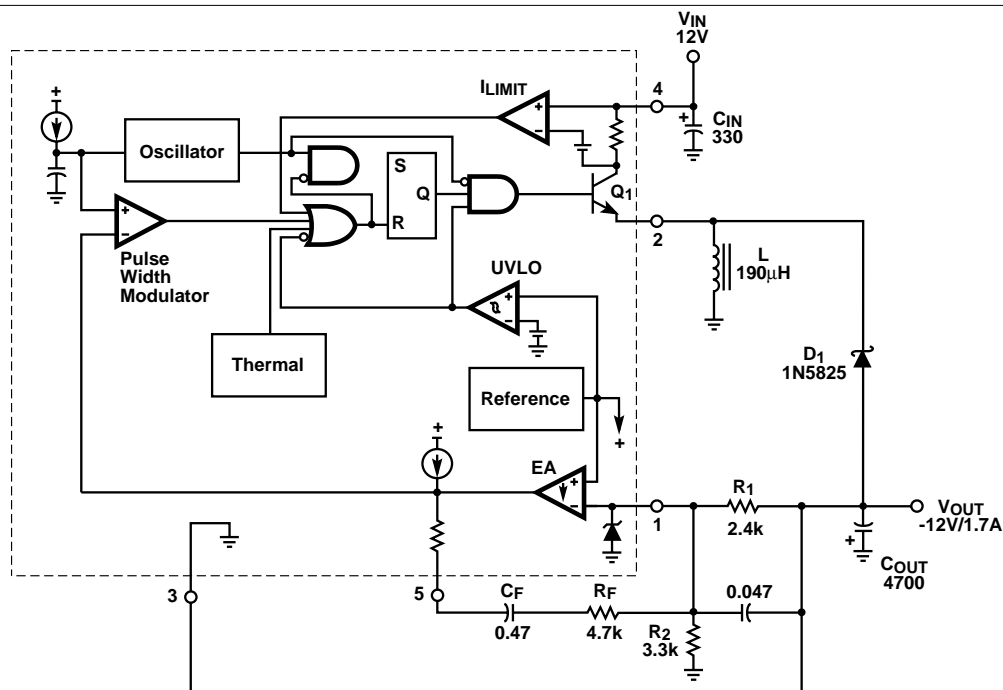 VIN
12V
ILIMIT
4
+
CIN
330
+
Oscillator
+
–
S
Q
R
Q1
2
+
–
Pulse
Width
Modulator
UVLO
+
–
L
190µH
Thermal
D1
1N5825
Reference
+
+
EA
+
–
1
R1
2.4k
VOUT
-12V/1.7A
+
COUT
4700
3
5
CF
0.47
RF
4.7k
R2
3.3k
0.047